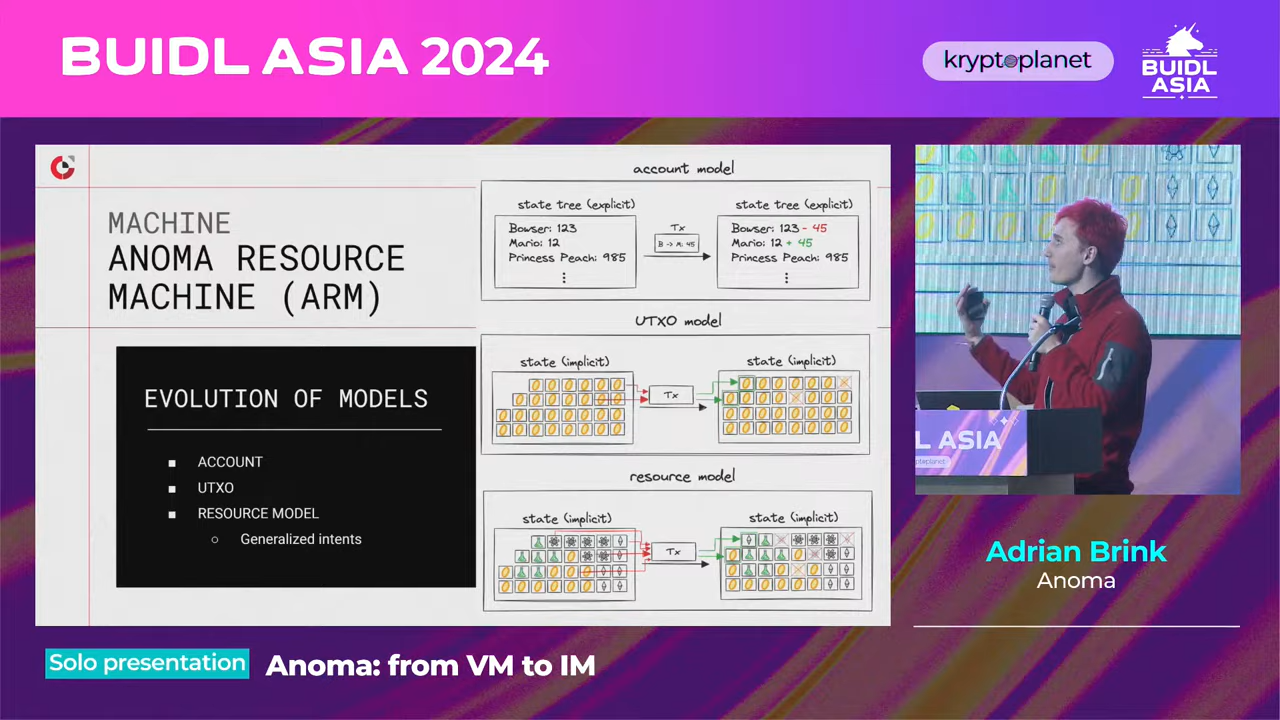 BUIDL ASIA 2024
kryptoplanet
BUIDL
ASIA
MACHINE
ANOMA RESOURCE
MACHINE (ARM)
EVOLUTION OF MODELS
ACCOUNT
UTXO
RESOURCE MODEL
Generalized intents
account model
state tree (explicit)
Bowser: 123
Mario: 12
Princess Peach: 985
Tx
B -> M: 45
state tree (explicit)
Bowser: 123 - 45
Mario: 12 + 45
Princess Peach: 985
UTXO model
state (implicit)
Tx
state (implicit)
resource model
state (implicit)
Tx
state (implicit)
L ASIA
Adrian Brink
Anoma
Solo presentation
Anoma: from VM to IM